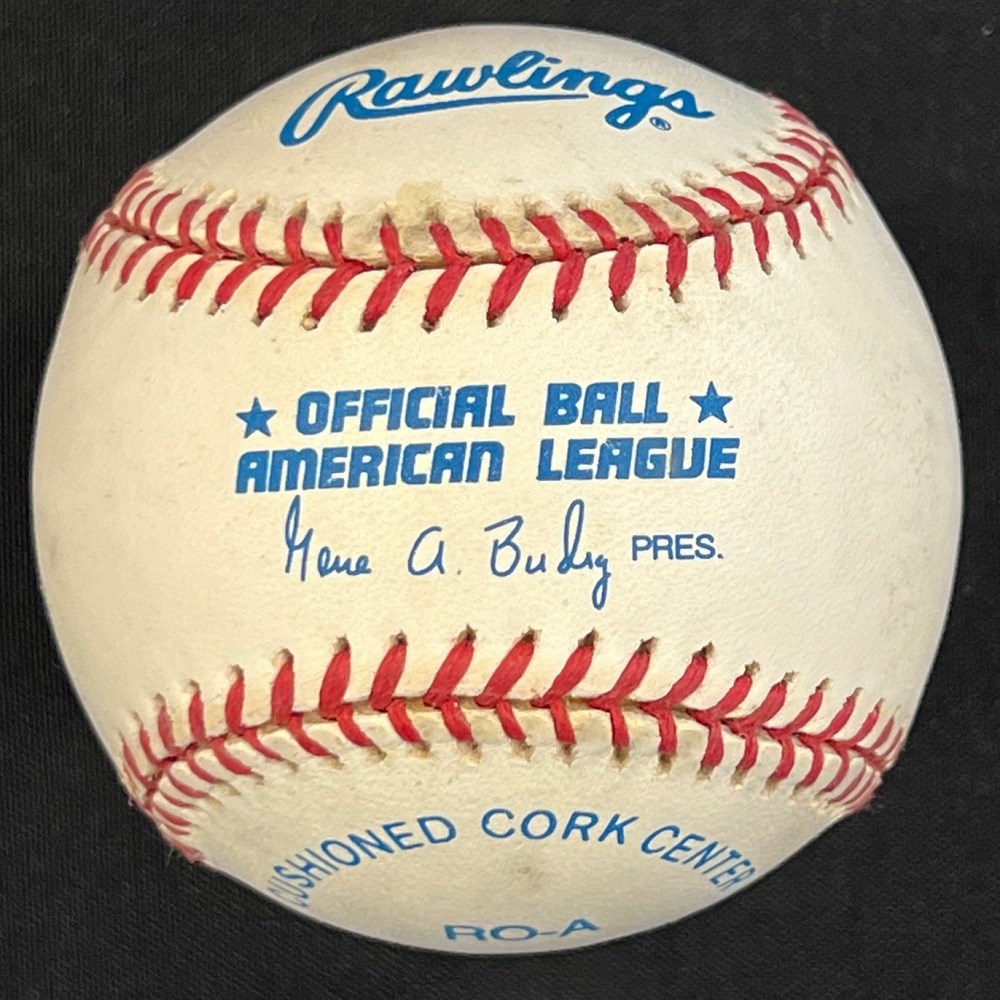 Rawlings®
★ OFFICIAL BALL ★
AMERICAN LEAGUE
Gene A. Budig PRES.
CUSHIONED CORK CENTER
RO-A